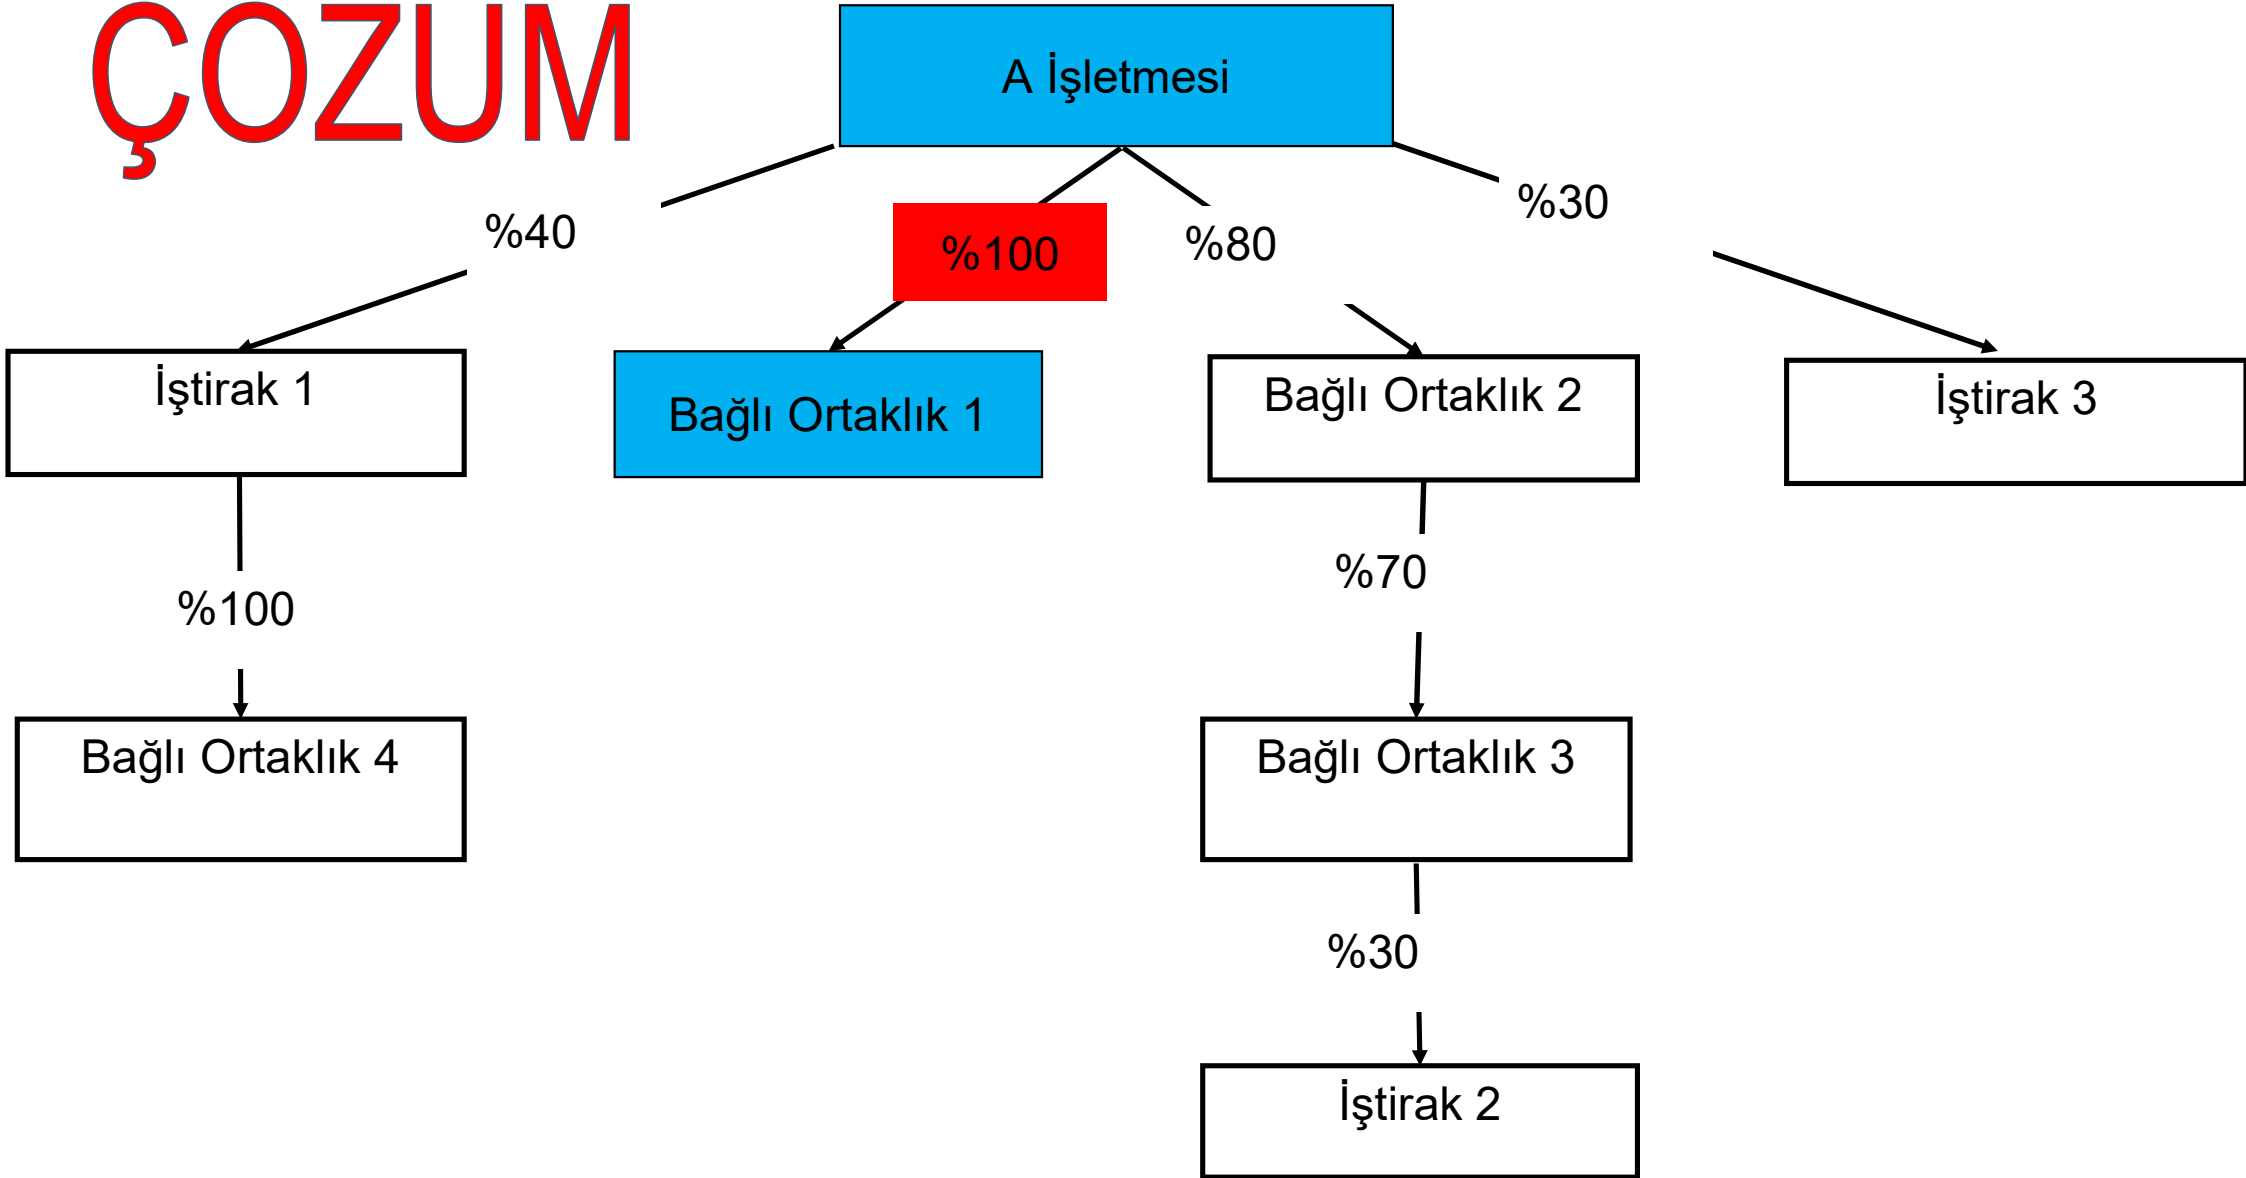 ÇOZUM
A İşletmesi
%40
%100
%80
%30
İştirak 1
Bağlı Ortaklık 1
Bağlı Ortaklık 2
İştirak 3
%100
%70
Bağlı Ortaklık 4
Bağlı Ortaklık 3
%30
İştirak 2